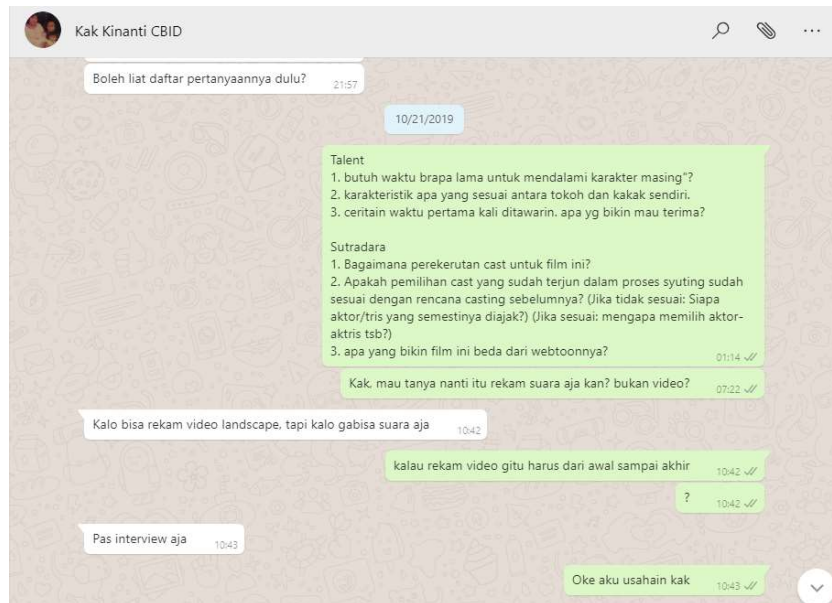 Kak Kinanti CBID
Boleh liat daftar pertanyaannya dulu?
21:57
10/21/2019
Talent
1. butuh waktu brapa lama untuk mendalami karakter masing"?
2. karakteristik apa yang sesuai antara tokoh dan kakak sendiri.
3. ceritain waktu pertama kali ditawarin. apa yg bikin mau terima?
Sutradara
1. Bagaimana perekerutan cast untuk film ini?
2. Apakah pemilihan cast yang sudah terjun dalam proses syuting sudah
sesuai dengan rencana casting sebelumnya? (Jika tidak sesuai: Siapa
aktor/tris yang semestinya diajak?) (Jika sesuai: mengapa memilih aktor-
aktris tsb?)
3. apa yang bikin film ini beda dari webtoonnya?
01:14
Kak, mau tanya nanti itu rekam suara aja kan? bukan video?
07:22
Kalo bisa rekam video landscape, tapi kalo gabisa suara aja
10:42
kalau rekam video gitu harus dari awal sampai akhir
10:42
?
10:42
Pas interview aja
10:43
Oke aku usahain kak
10:43